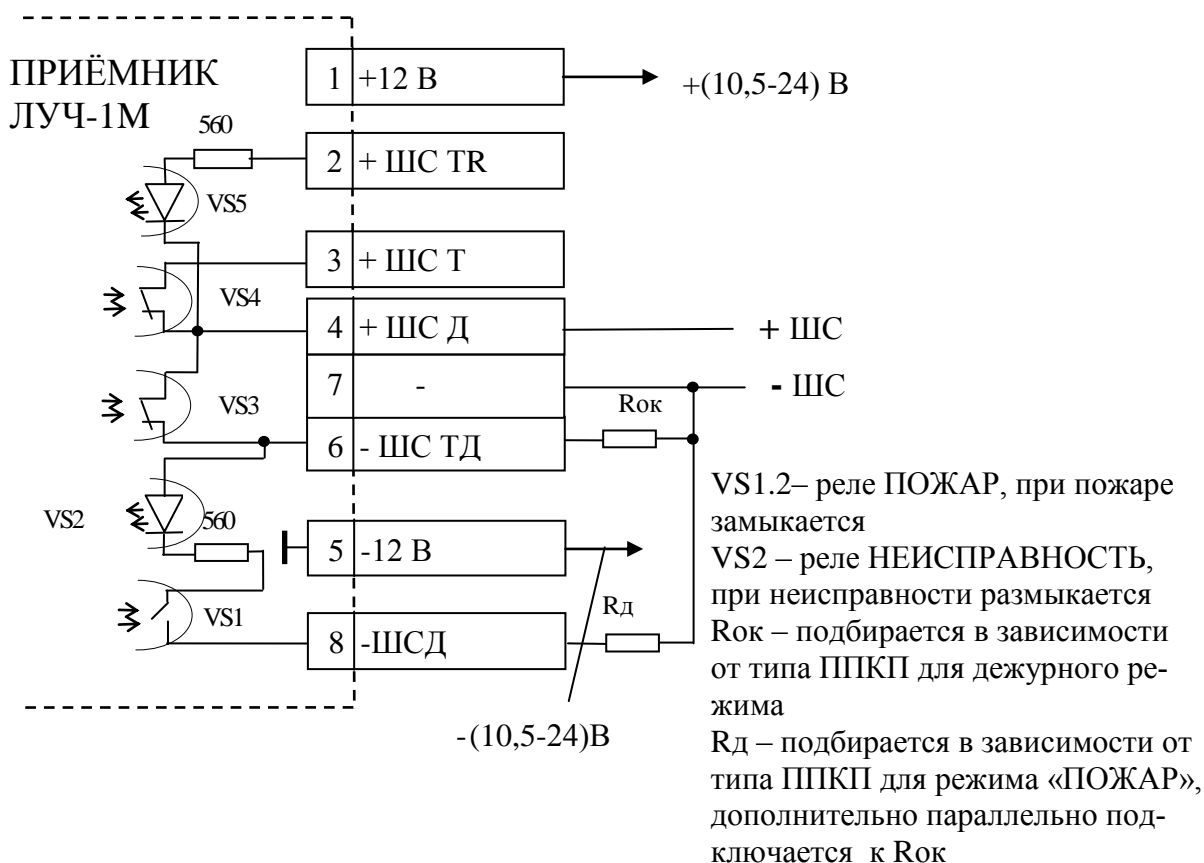 ПРИЁМНИК
ЛУЧ-1М
1 +12 В
+(10,5-24) В
560
2 + ШС TR
VS5
3 + ШС Т
VS4
4 + ШС Д
+ ШС
7 -
- ШС
VS3
Rок
6 - ШС ТД
VS2
560
5 -12 В
Rд
VS1
8 -ШСД
-(10,5-24)В
VS1.2– реле ПОЖАР, при пожаре
замыкается
VS2 – реле НЕИСПРАВНОСТЬ,
при неисправности размыкается
Rок – подбирается в зависимости
от типа ППКП для дежурного ре-
жима
Rд – подбирается в зависимости от
типа ППКП для режима «ПОЖАР»,
дополнительно параллельно под-
ключается к Rок